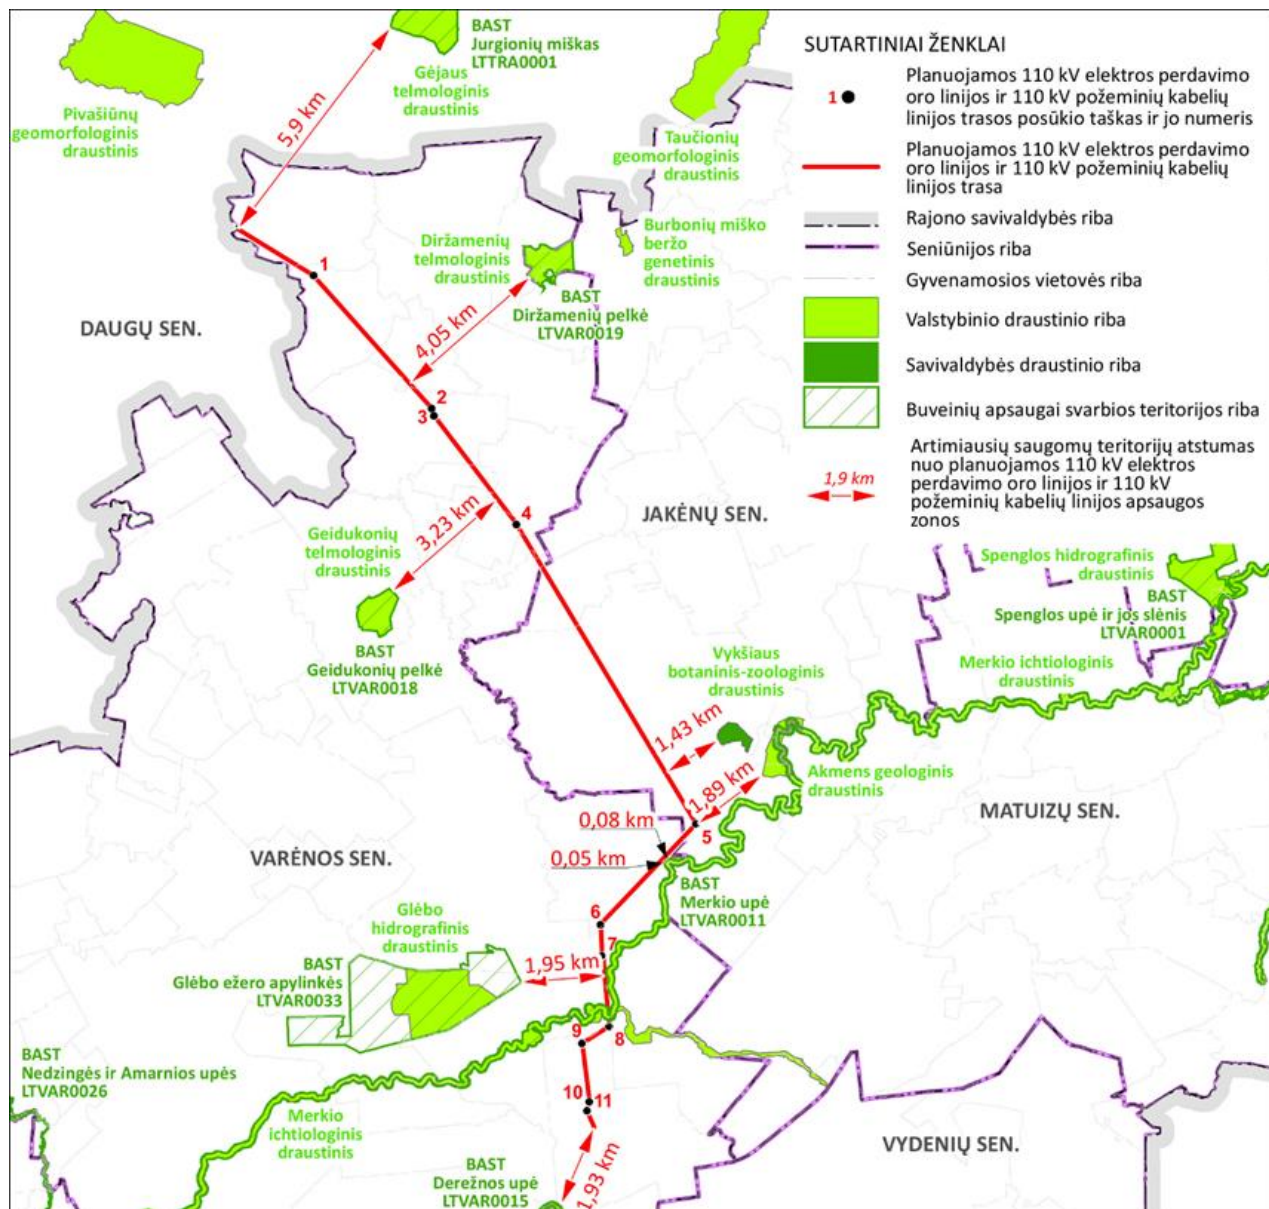 BAST
Jurgionių miškas
LTTRA0001
Gėjaus
telmologinis
draustinis
Pivašiūnų
geomorfologinis
draustinis
5,9 km
Taučionių
geomorfologinis
draustinis
SUTARTINIAI ŽENKLAI
1
Planuojamos 110 kV elektros perdavimo
oro linijos ir 110 kV požeminių kabelių
linijos trasos posūkio taškas ir jo numeris
Planuojamos 110 kV elektros perdavimo
oro linijos ir 110 kV požeminių kabelių
linijos trasa
Rajono savivaldybės riba
Seniūnijos riba
Gyvenamosios vietovės riba
Valstybinio draustinio riba
Savivaldybės draustinio riba
Buveinių apsaugai svarbios teritorijos riba
1,9 km
Artimiausių saugomų teritorijų atstumas
nuo planuojamos 110 kV elektros
perdavimo oro linijos ir 110 kV
požeminių kabelių linijos apsaugos
zonos
Diržamenių
telmologinis
draustinis
Burbonių miško
beržo
genetinis
draustinis
BAST
Diržamenių pelkė
LTVAR0019
1
DAUGŲ SEN.
4,05 km
2
3
4
JAKĖNŲ SEN.
3,23 km
Geidukonių
telmologinis
draustinis
BAST
Geidukonių pelkė
LTVAR0018
Spenglos hidrografinis
draustinis
BAST
Spenglos upė ir jos slėnis
LTVAR0001
Merkio ichtiologinis
draustinis
Vykšiaus
botaninis-zoologinis
draustinis
1,43 km
1,89 km
Akmens geologinis
draustinis
MATUIZŲ SEN.
5
0,08 km
0,05 km
VARĖNOS SEN.
BAST
Merkio upė
LTVAR0011
6
7
Glėbo
hidrografinis
draustinis
1,95 km
BAST
Glėbo ežero apylinkės
LTVAR0033
8
9
BAST
Nedzingės ir Amarnios upės
LTVAR0026
10
11
Merkio
ichtiologinis
draustinis
VYDENIŲ SEN.
BAST
Derežnos upė
LTVAR0015
1,93 km